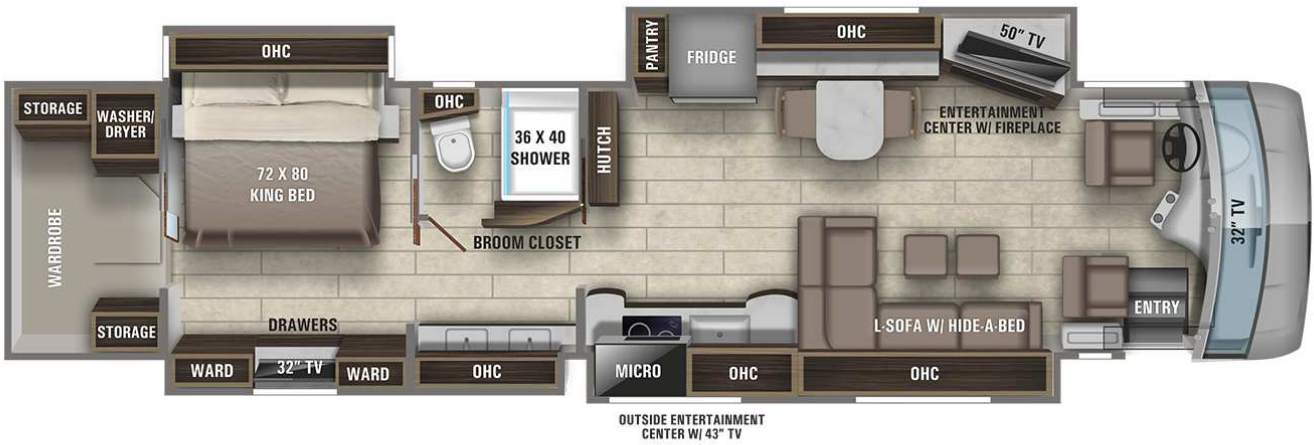 OHC
STORAGE
WASHER/
DRYER
72 X 80
KING BED
WARDROBE
STORAGE
DRAWERS
WARD
32" TV
WARD
OHC
36 X 40
SHOWER
HUTCH
BROOM CLOSET
OHC
PANTRY
FRIDGE
OHC
50" TV
ENTERTAINMENT
CENTER W/ FIREPLACE
MICRO
OHC
L-SOFA W/ HIDE-A-BED
OHC
ENTRY
32" TV
OUTSIDE ENTERTAINMENT
CENTER W/ 43" TV